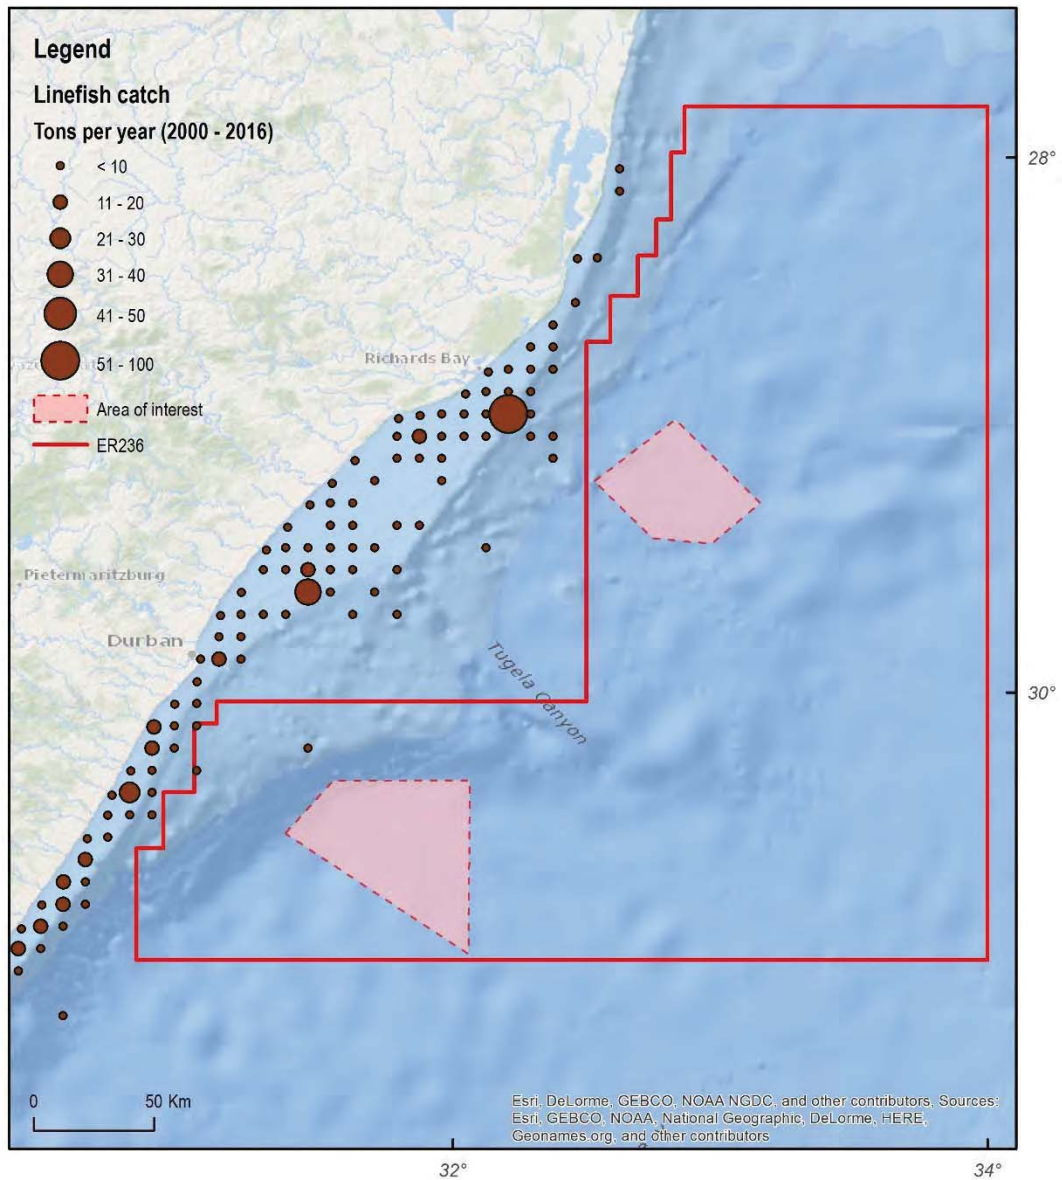 Legend
Linefish catch
Tons per year (2000 - 2016)
< 10
11 - 20
21 - 30
31 - 40
41 - 50
51 - 100
Area of interest
ER236
Richards Bay
Pietermaritzburg
Durban
Tugela Canyon
28°
30°
0 50 Km
Esri, DeLorme, GEBCO, NOAA NGDC, and other contributors, Sources:
Esri, GEBCO, NOAA, National Geographic, DeLorme, HERE,
Geonames.org, and other contributors
32°
34°